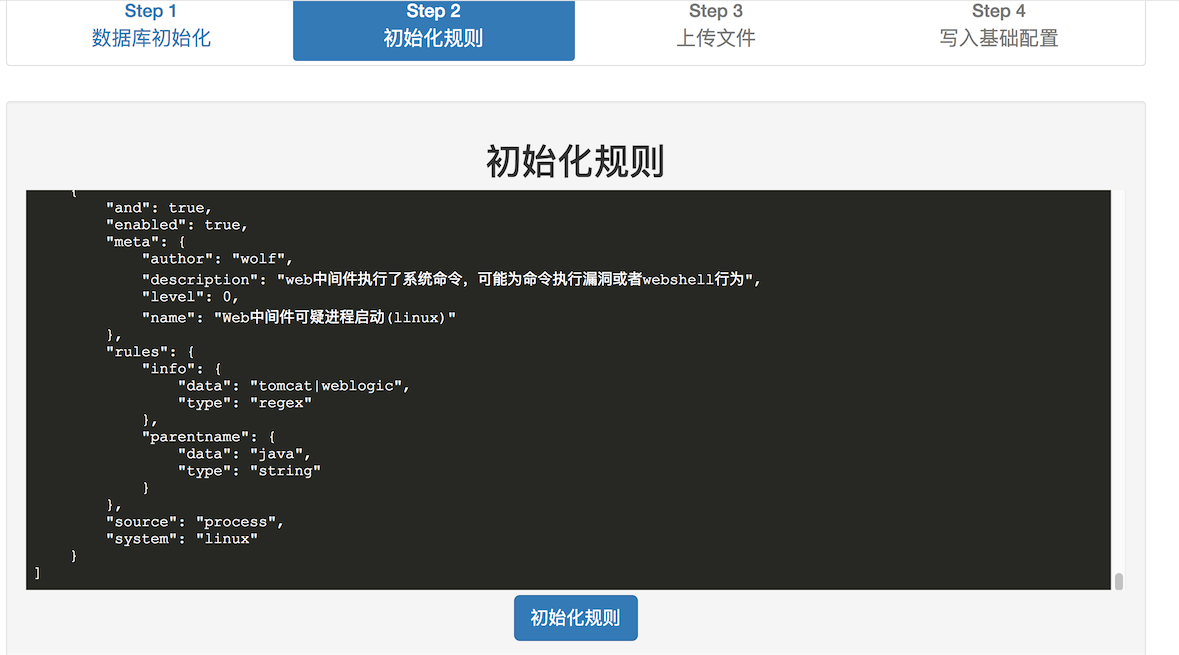 Step 1
数据库初始化
Step 2
初始化规则
Step 3
上传文件
Step 4
写入基础配置
初始化规则
{
"and": true,
"enabled": true,
"meta": {
"author": "wolf",
"description": "web中间件执行了系统命令，可能为命令执行漏洞或者webshell行为",
"level": 0,
"name": "Web中间件可疑进程启动(linux)"
},
"rules": {
"info": {
"data": "tomcat|weblogic",
"type": "regex"
},
"parentname": {
"data": "java",
"type": "string"
}
},
"source": "process",
"system": "linux"
}
]
初始化规则